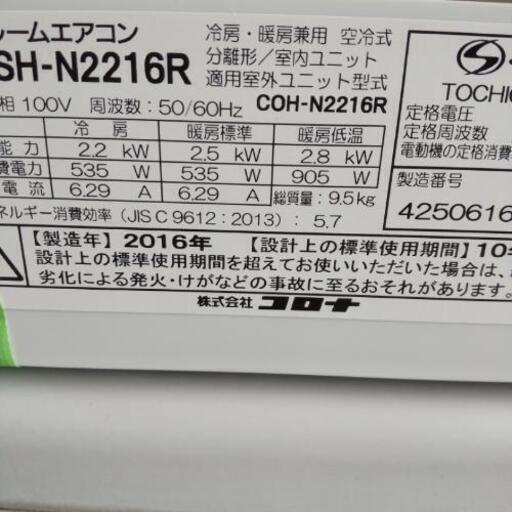 ルームエアコン 冷房・暖房兼用 空冷式
SH-N2216R 分離形／室内ユニット
適用室外ユニット型式
相 100V 周波数：50/60Hz COH-N2216R
冷房 暖房標準 暖房低温
能力 2.2 kW 2.5 kW 2.8 kW
費電力 535 W 535 W 905 W
電流 6.29 A 6.29 A 総質量：9.5kg
ネルギー消費効率（JIS C 9612：2013）：5.7
【製造年】2016年 【設計上の標準使用期間】10年
設計上の標準使用期間を超えてお使いいただいた場合は、
劣化による発火・けがなどの事故に至るおそれがあります。
株式会社 コロナ
TOCHIG
定格電圧
定格周波数
電動機の定格消費
製造番号
4250616